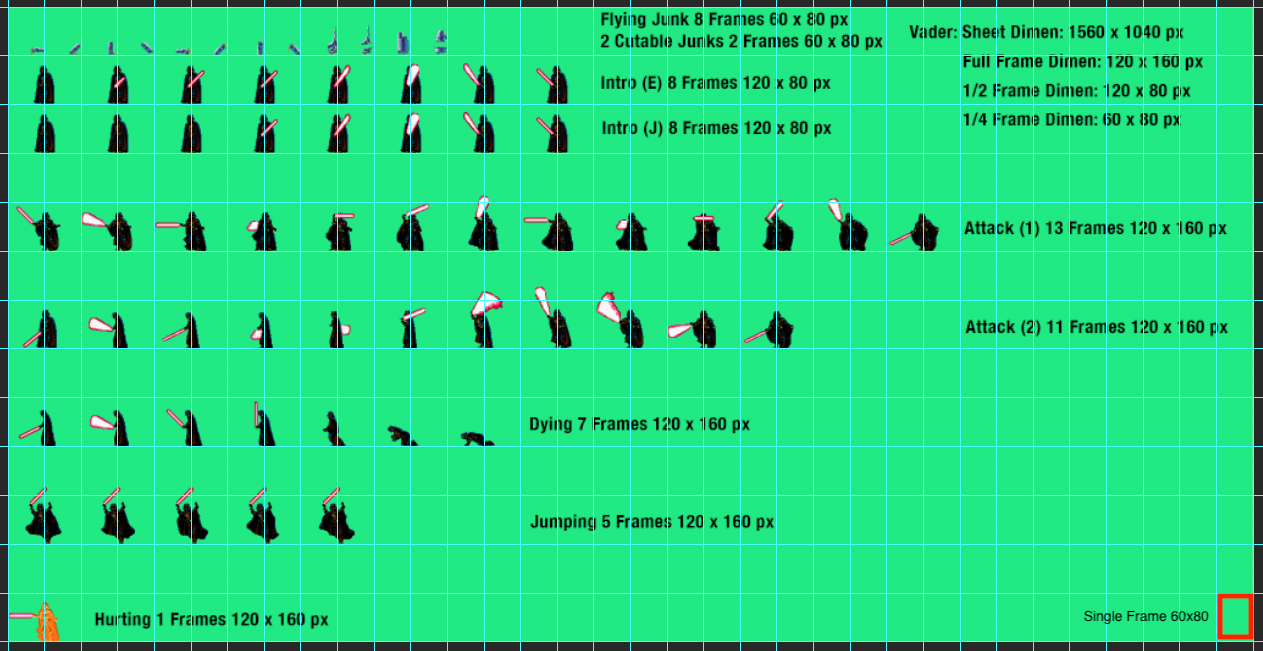 Flying Junk 8 Frames 60 x 80 px
2 Cutable Junks 2 Frames 60 x 80 px
Vader: Sheet Dimen: 1560 x 1040 px
Full Frame Dimen: 120 x 160 px
1/2 Frame Dimen: 120 x 80 px
1/4 Frame Dimen: 60 x 80 px
Intro (E) 8 Frames 120 x 80 px
Intro (J) 8 Frames 120 x 80 px
Attack (1) 13 Frames 120 x 160 px
Attack (2) 11 Frames 120 x 160 px
Dying 7 Frames 120 x 160 px
Jumping 5 Frames 120 x 160 px
Hurting 1 Frames 120 x 160 px
Single Frame 60x80